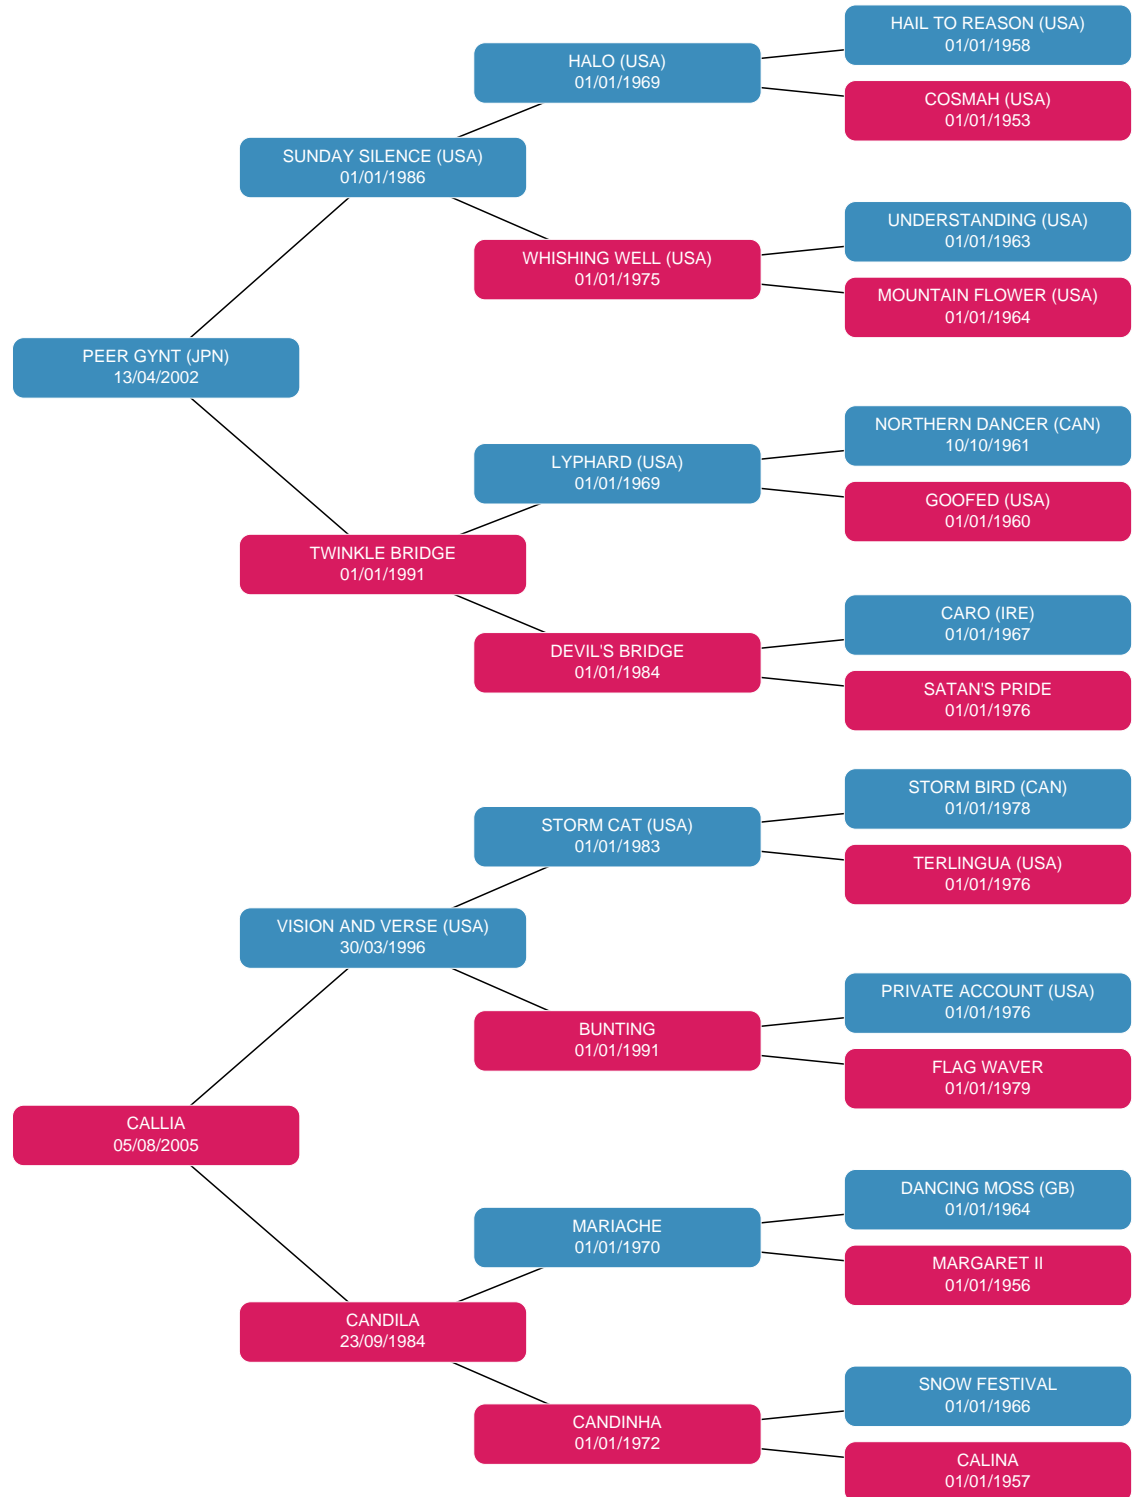 HAIL TO REASON (USA)
01/01/1958
HALO (USA)
01/01/1969
COSMAH (USA)
01/01/1953
SUNDAY SILENCE (USA)
01/01/1986
UNDERSTANDING (USA)
01/01/1963
WHISHING WELL (USA)
01/01/1975
MOUNTAIN FLOWER (USA)
01/01/1964
PEER GYNT (JPN)
13/04/2002
NORTHERN DANCER (CAN)
10/10/1961
LYPHARD (USA)
01/01/1969
GOOFED (USA)
01/01/1960
TWINKLE BRIDGE
01/01/1991
CARO (IRE)
01/01/1967
DEVIL'S BRIDGE
01/01/1984
SATAN'S PRIDE
01/01/1976
STORM BIRD (CAN)
01/01/1978
STORM CAT (USA)
01/01/1983
TERLINGUA (USA)
01/01/1976
VISION AND VERSE (USA)
30/03/1996
PRIVATE ACCOUNT (USA)
01/01/1976
BUNTING
01/01/1991
FLAG WAVER
01/01/1979
CALLIA
05/08/2005
DANCING MOSS (GB)
01/01/1964
MARIACHE
01/01/1970
MARGARET II
01/01/1956
CANDILA
23/09/1984
SNOW FESTIVAL
01/01/1966
CANDINHA
01/01/1972
CALINA
01/01/1957